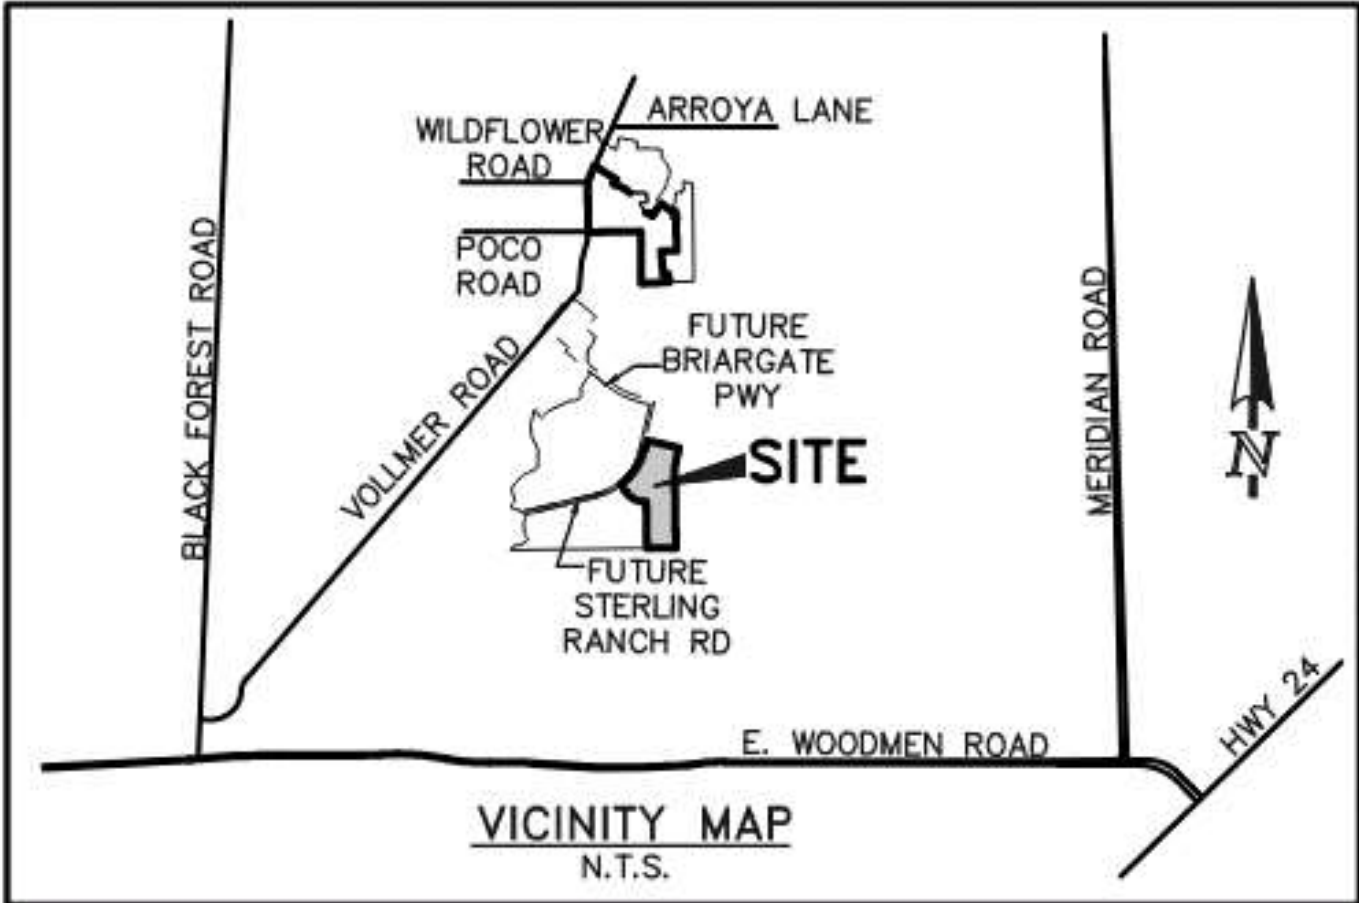 ARROYA LANE
WILDFLOWER
ROAD
POCO
ROAD
BLACK FOREST ROAD
VOLLMER ROAD
FUTURE
BRIARGATE
PWY
MERIDIAN ROAD
N
SITE
FUTURE
STERLING
RANCH RD
HWY 24
E. WOODMEN ROAD
VICINITY MAP
N.T.S.